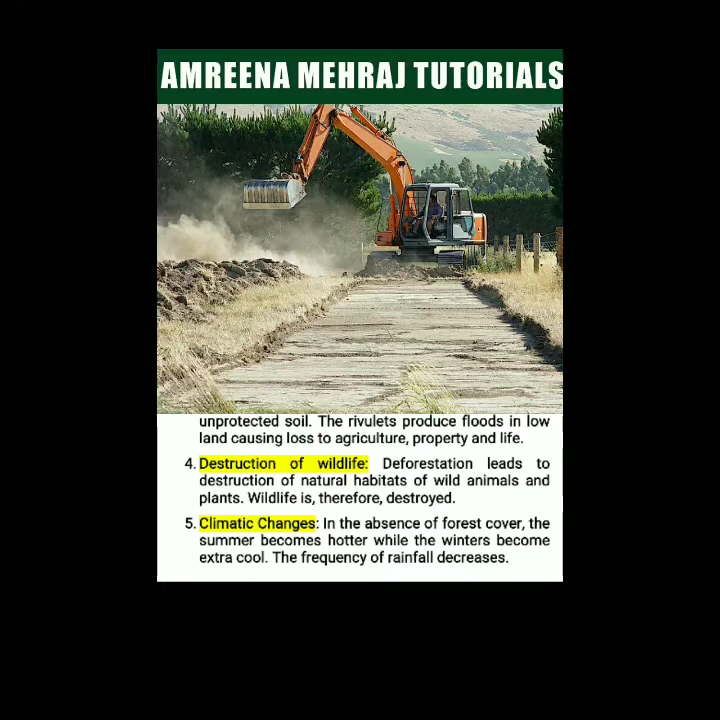 AMREENA MEHRAJ TUTORIALS
unprotected soil. The rivulets produce floods in low
land causing loss to agriculture, property and life.
4. Destruction of wildlife: Deforestation leads to
destruction of natural habitats of wild animals and
plants. Wildlife is, therefore, destroyed.
5. Climatic Changes: In the absence of forest cover, the
summer becomes hotter while the winters become
extra cool. The frequency of rainfall decreases.